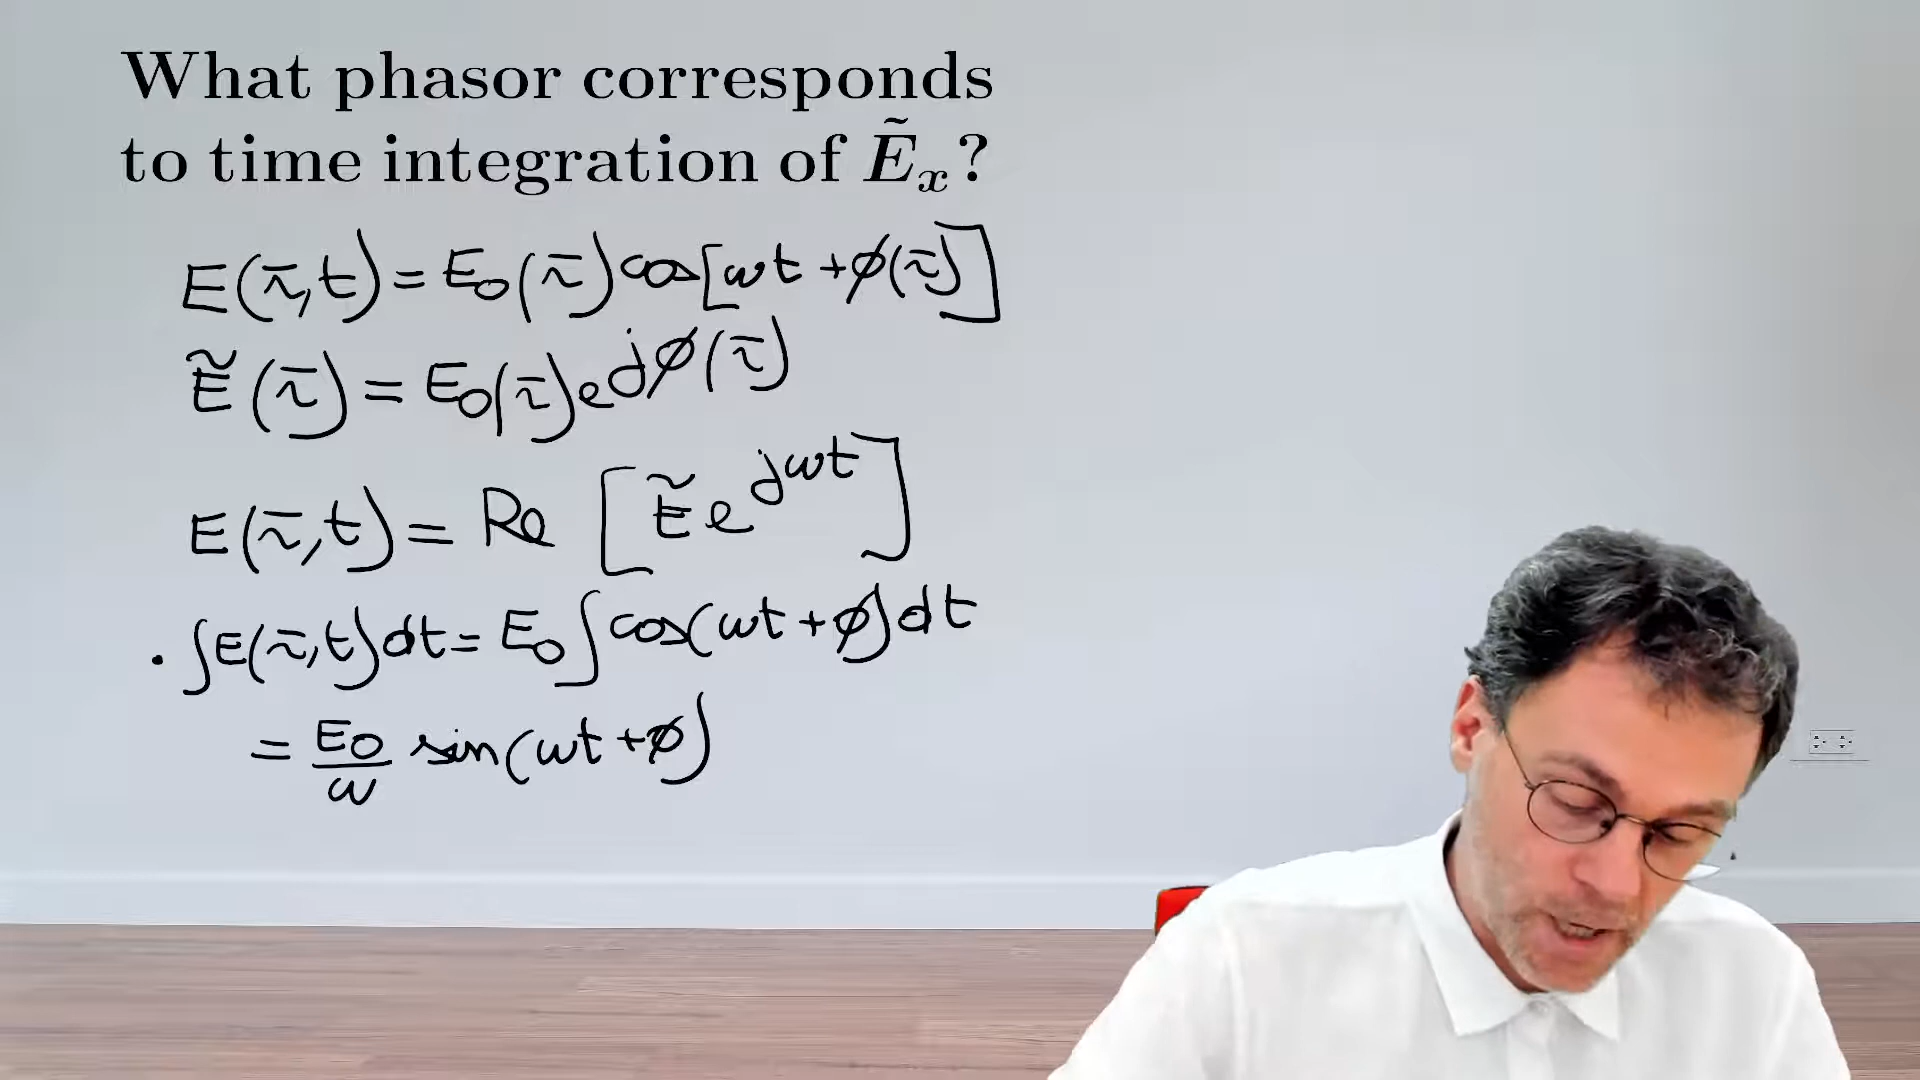 What phasor corresponds
to time integration of Ẽₓ?
E(r̄,t) = E₀(r̄)cos[ωt + ϕ(r̄)]
Ẽ(r̄) = E₀(r̄)e^{jϕ(r̄)}
E(r̄,t) = Re [Ẽe^{jωt}]
· ∫E(r̄,t)dt = E₀∫cos(ωt + ϕ)dt
= E₀/ω sin(ωt + ϕ)